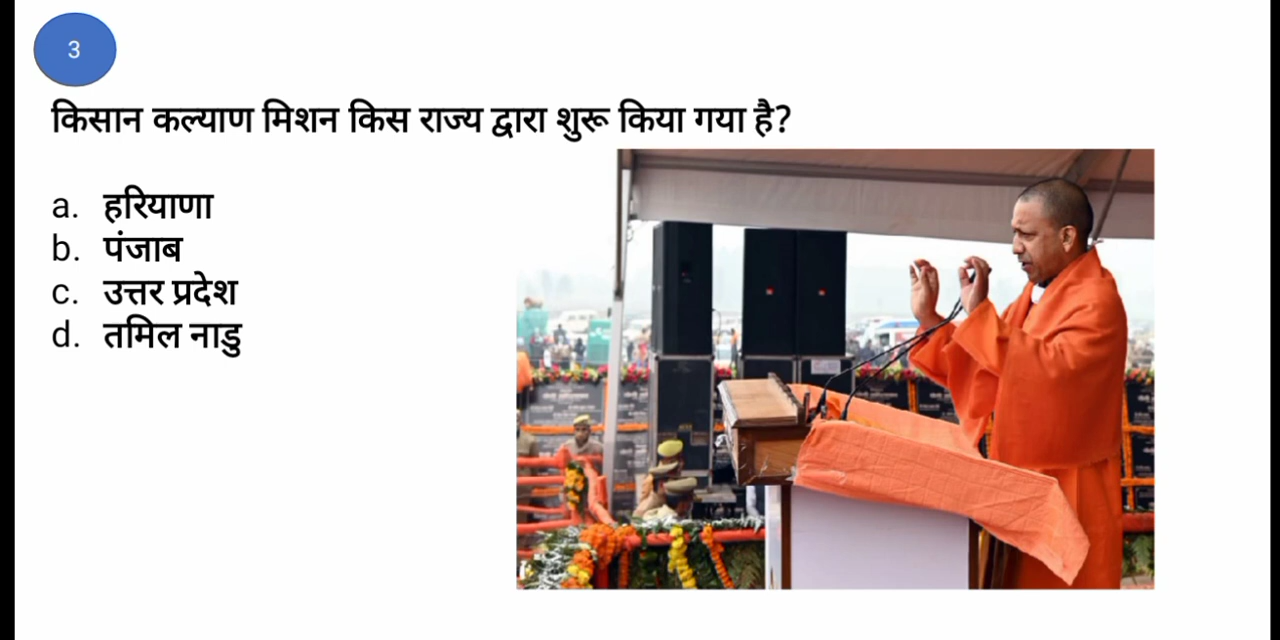 3
किसान कल्याण मिशन किस राज्य द्वारा शुरू किया गया है?
a. हरियाणा
b. पंजाब
c. उत्तर प्रदेश
d. तमिल नाडु